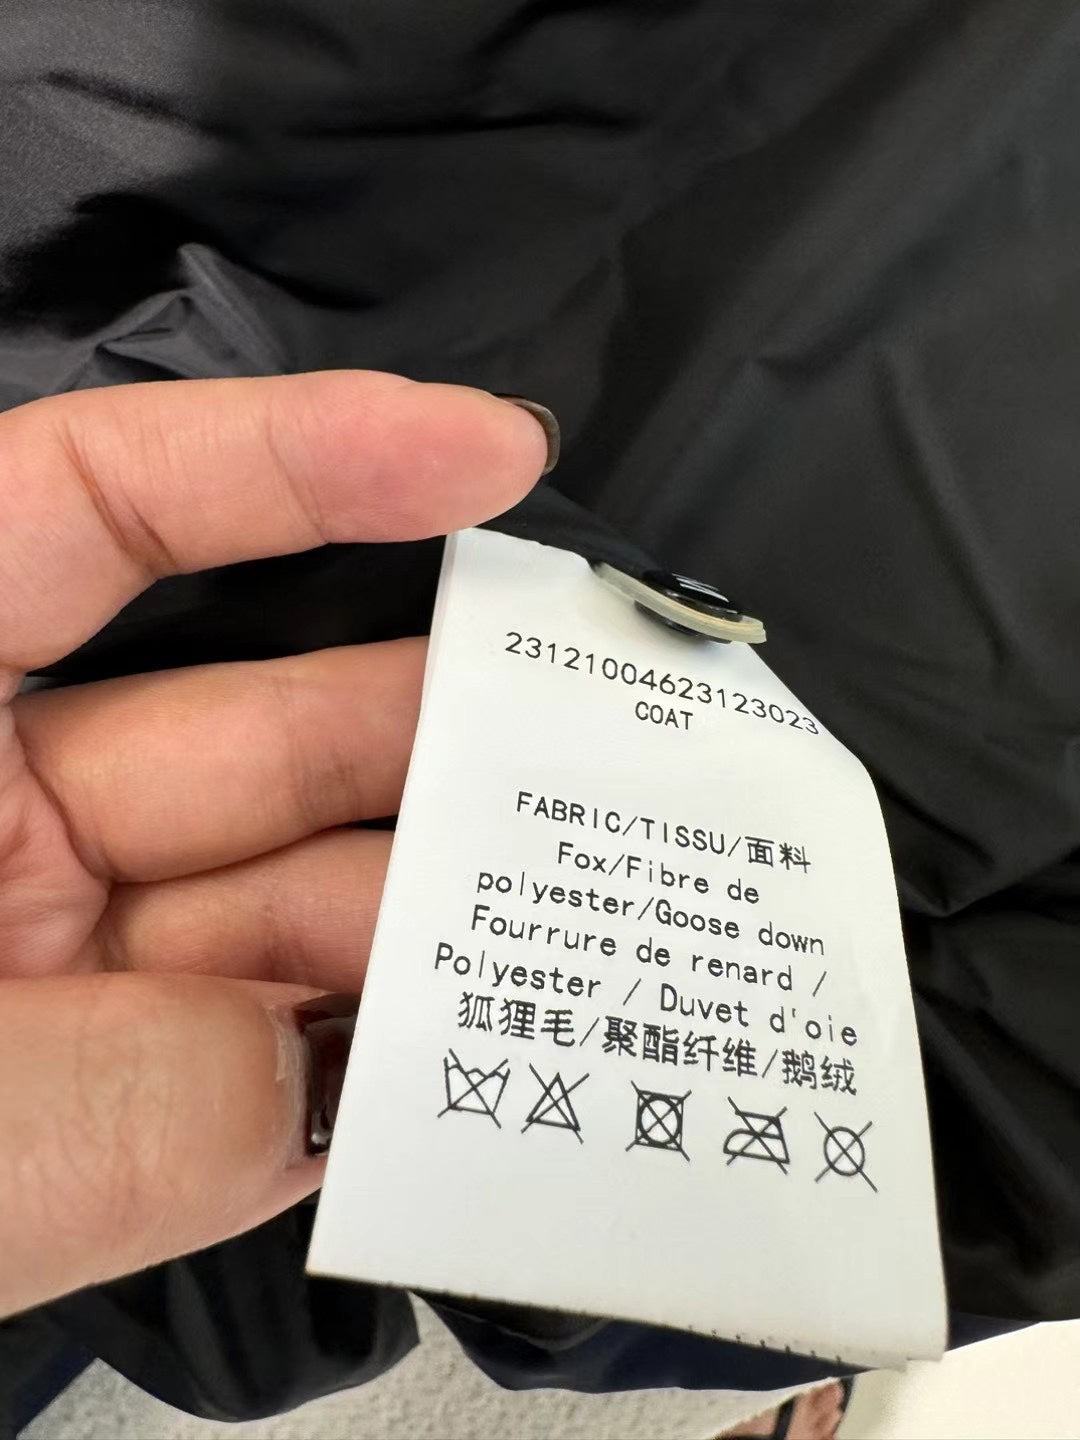 23121004623123023
COAT
FABRIC/TISSU/面料
Fox/Fibre de
polyester/Goose down
Fourrure de renard /
Polyester / Duvet d'oie
狐狸毛/聚酯纤维/鹅绒